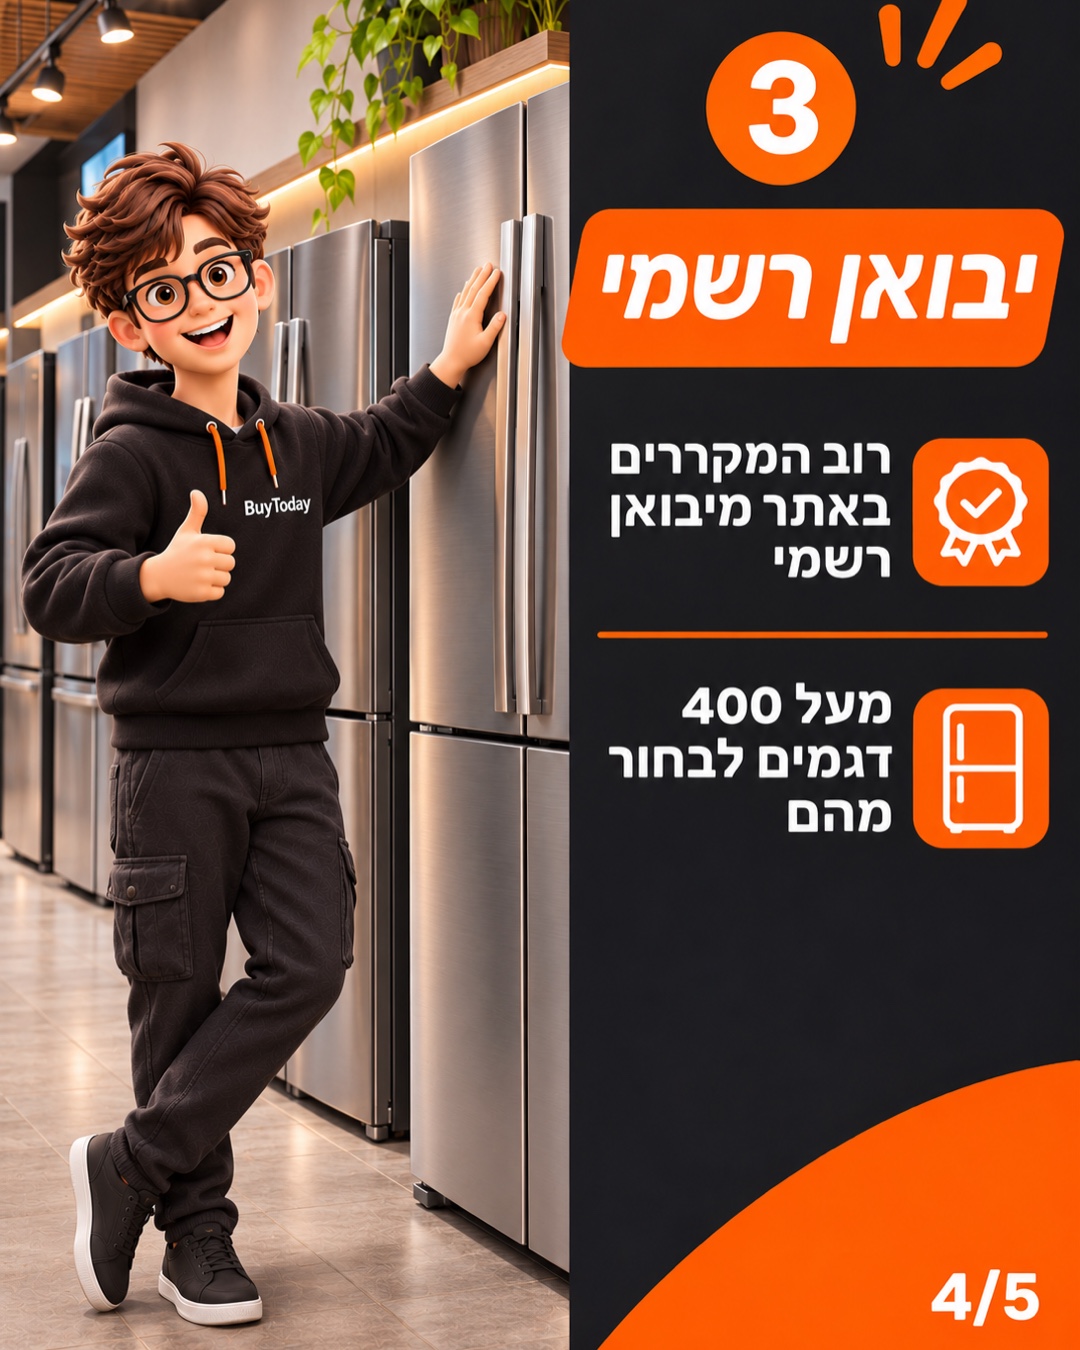 3
יבואן רשמי
רוב המקררים
באתר מיבואן
רשמי
מעל 400
דגמים לבחור
מהם
BuyToday
4/5